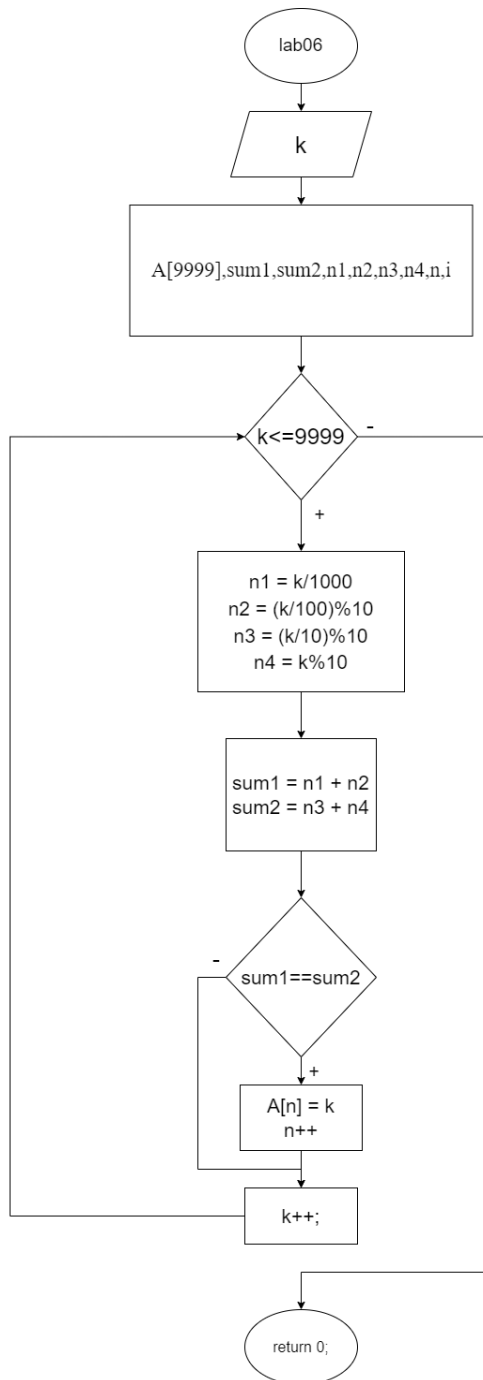 lab06
k
A[9999],sum1,sum2,n1,n2,n3,n4,n,i
k<=9999
-
+
n1 = k/1000
n2 = (k/100)%10
n3 = (k/10)%10
n4 = k%10
sum1 = n1 + n2
sum2 = n3 + n4
-
sum1==sum2
+
A[n] = k
n++
k++;
return 0;